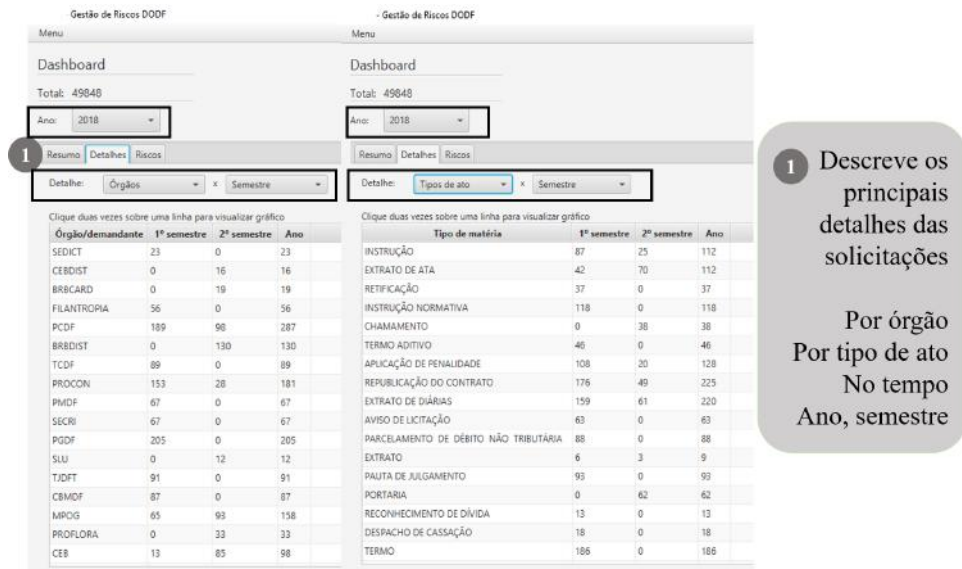 Gestão de Riscos DODF
Menu
Dashboard
Total: 49848
Ano: 2018
1
Resumo Detalhes Riscos
Detalhe: Órgãos x Semestre
Clique duas vezes sobre uma linha para visualizar gráfico
Órgão/demandante 1º semestre 2º semestre Ano
SEDICT 23 0 23
CEBDIST 0 16 16
BRBCARD 0 19 19
FILANTROPIA 56 0 56
PCDF 189 98 287
BRBDIST 0 130 130
TCDF 89 0 89
PROCON 153 28 181
PMDF 67 0 67
SECRI 67 0 67
PGDF 205 0 205
SLU 0 12 12
TJDFT 91 0 91
CBMDF 87 0 87
MPOG 65 93 158
PROFLORA 0 33 33
CEB 13 85 98
- Gestão de Riscos DODF
Menu
Dashboard
Total: 49848
Ano: 2018
Resumo Detalhes Riscos
Detalhe: Tipos de ato x Semestre
Clique duas vezes sobre uma linha para visualizar gráfico
Tipo de matéria 1º semestre 2º semestre Ano
INSTRUÇÃO 87 25 112
EXTRATO DE ATA 42 70 112
RETIFICAÇÃO 37 0 37
INSTRUÇÃO NORMATIVA 118 0 118
CHAMAMENTO 0 38 38
TERMO ADITIVO 46 0 46
APLICAÇÃO DE PENALIDADE 108 20 128
REPUBLICAÇÃO DO CONTRATO 176 49 225
EXTRATO DE DIÁRIAS 159 61 220
AVISO DE LICITAÇÃO 63 0 63
PARCELAMENTO DE DÉBITO NÃO TRIBUTÁRIA 88 0 88
EXTRATO 6 3 9
PAUTA DE JULGAMENTO 93 0 93
PORTARIA 0 62 62
RECONHECIMENTO DE DÍVIDA 13 0 13
DESPACHO DE CASSAÇÃO 18 0 18
TERMO 186 0 186
1 Descreve os
principais
detalhes das
solicitações
Por órgão
Por tipo de ato
No tempo
Ano, semestre